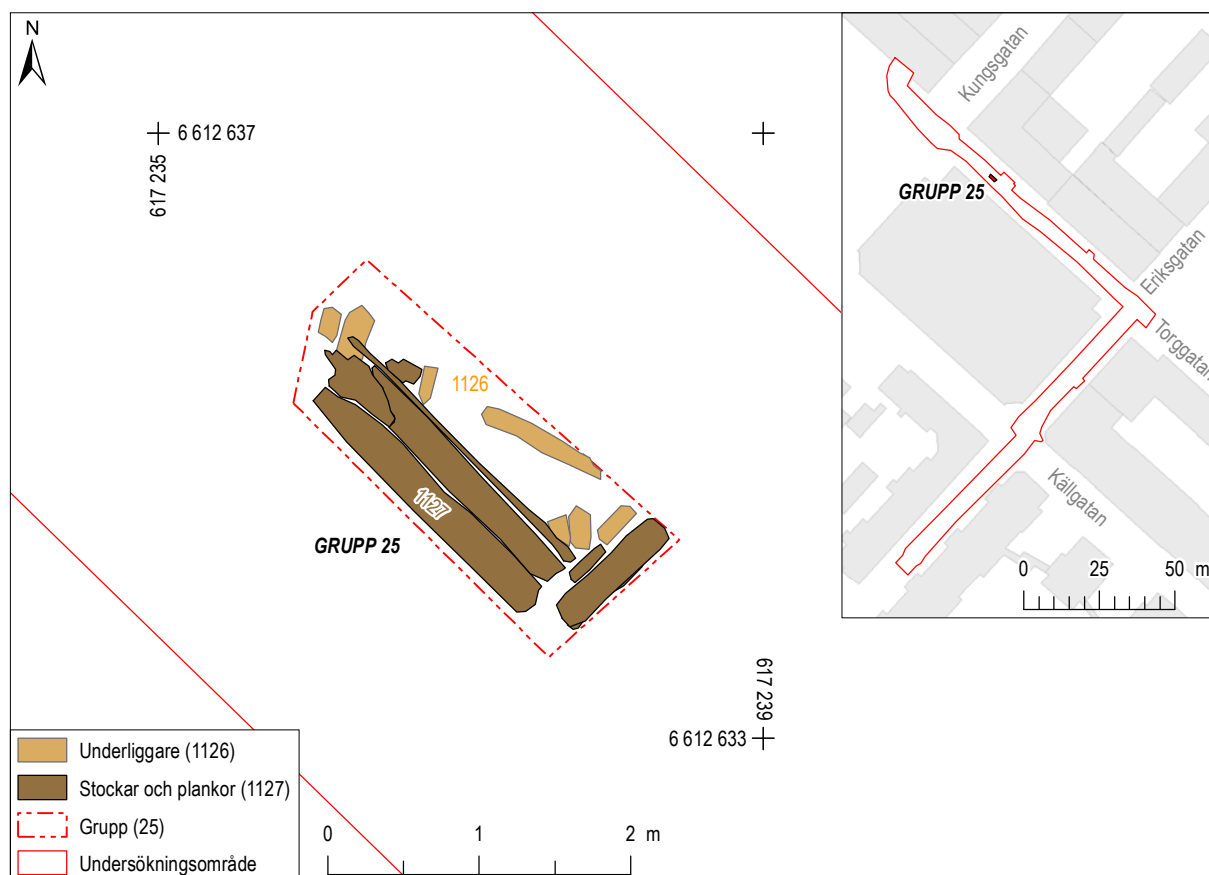 N
6 612 637
617 235
1126
1127
GRUPP 25
617 239
6 612 633
Underliggare (1126)
Stockar och plankor (1127)
Grupp (25)
Undersökningsområde
0 1 2 m
Kungsgatan
GRUPP 25
Eriksgatan
Torggatan
Källgatan
0 25 50 m